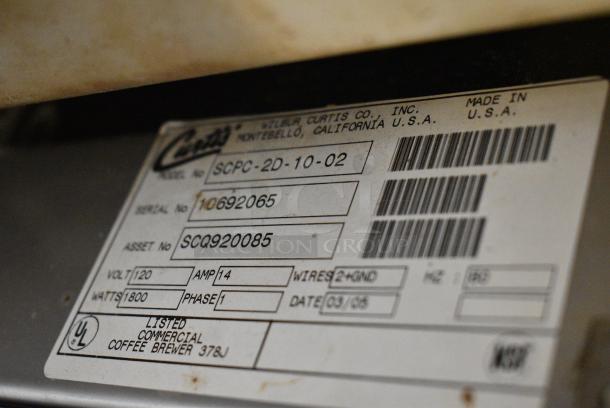 Curtis®
WILBUR CURTIS CO., INC.
MONTEBELLO, CALIFORNIA U.S.A.
MADE IN
U.S.A.
MODEL No SCPC-2D-10-02
SERIAL No 10692065
ASSET No SCQ920085
VOLT 120 AMP 14 WIRES 2+GND HZ : 60
WATTS 1800 PHASE 1 DATE 03/05
UL LISTED
COMMERCIAL
COFFEE BREWER 378J
NSF
AUCTION GROUP